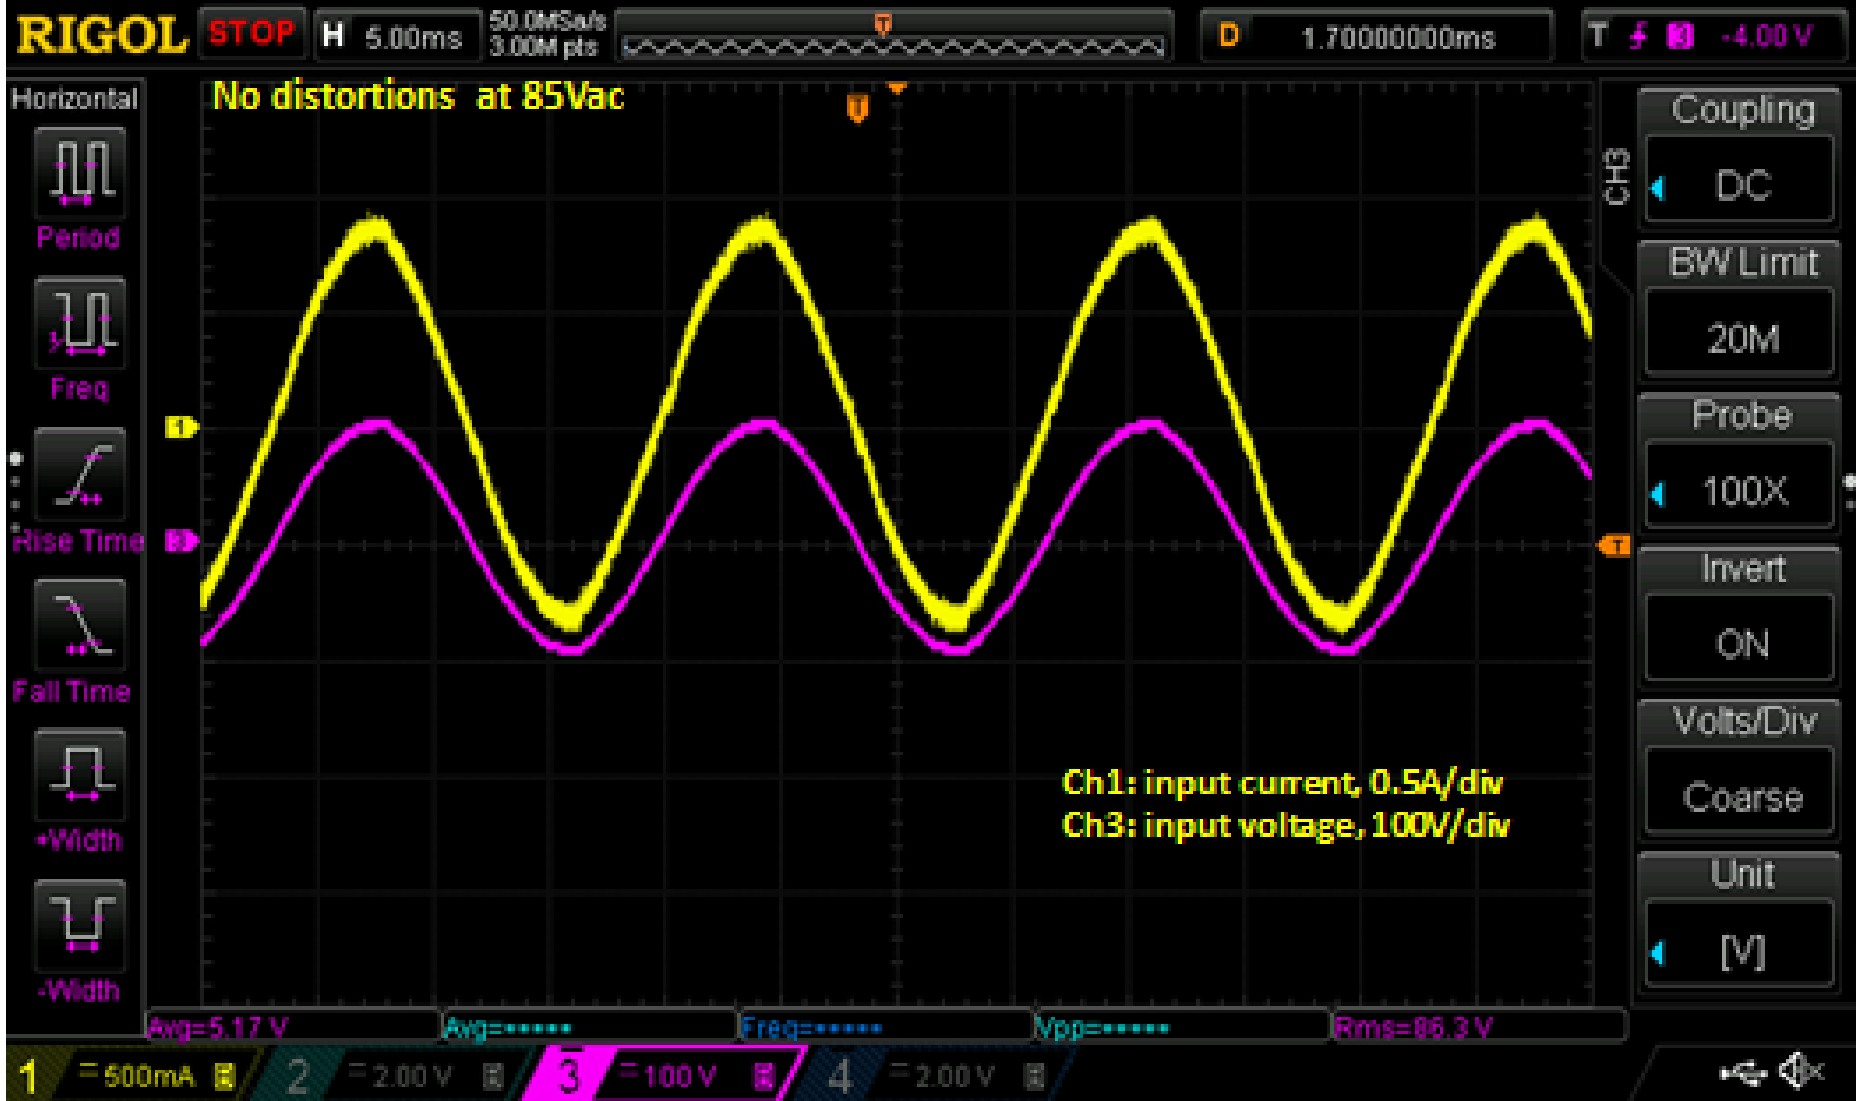 RIGOL STOP H 5.00ms 50.0MSa/s 3.00M pts T D 1.70000000ms T 3 -4.00 V
Horizontal
No distortions at 85Vac
T
Period
Freq
Rise Time
Fall Time
+Width
-Width
1
3
T
CH3
Coupling
DC
BW Limit
20M
Probe
100X
Invert
ON
Volts/Div
Coarse
Unit
[V]
Ch1: input current, 0.5A/div
Ch3: input voltage, 100V/div
Avg=5.17 V Avg=***** Freq=***** Vpp=***** Rms=86.3 V
1 500mA 2 2.00 V 3 100 V 4 2.00 V